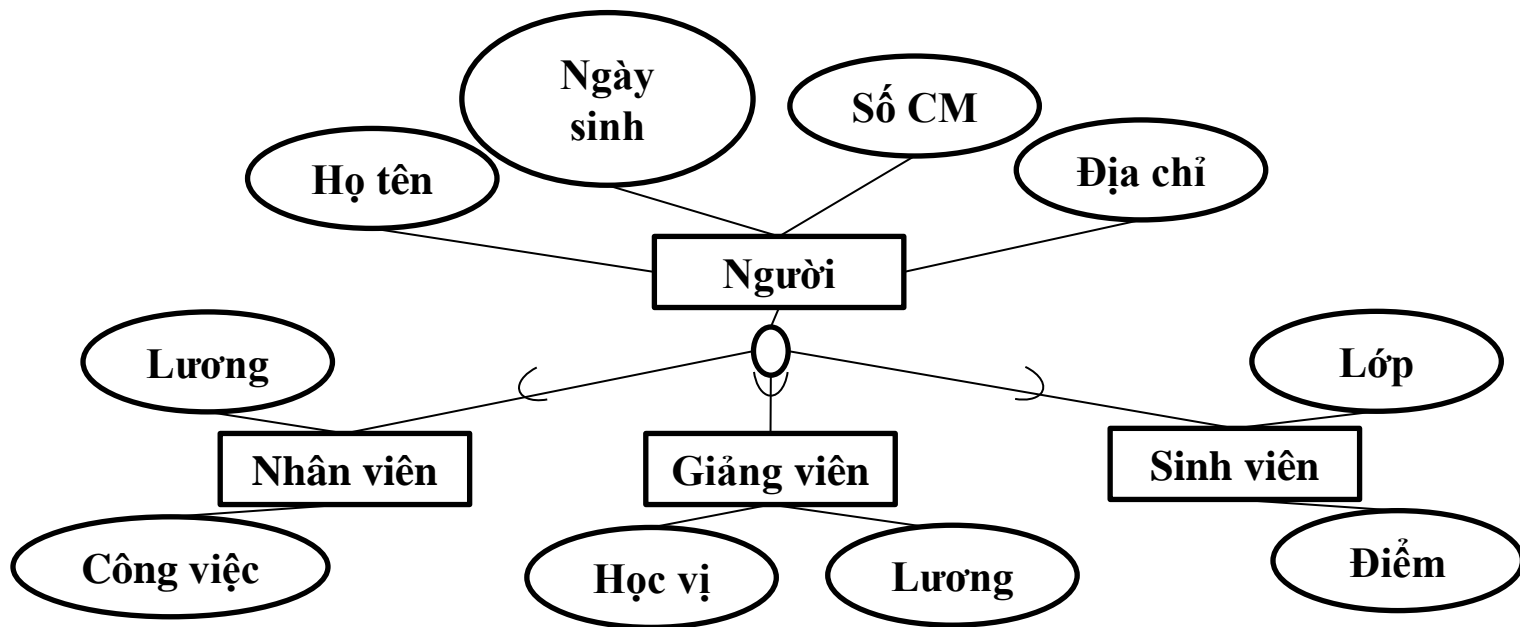 Ngày
sinh
Số CM
Họ tên
Địa chỉ
Người
Lương
Lớp
Nhân viên
Giảng viên
Sinh viên
Công việc
Học vị
Lương
Điểm